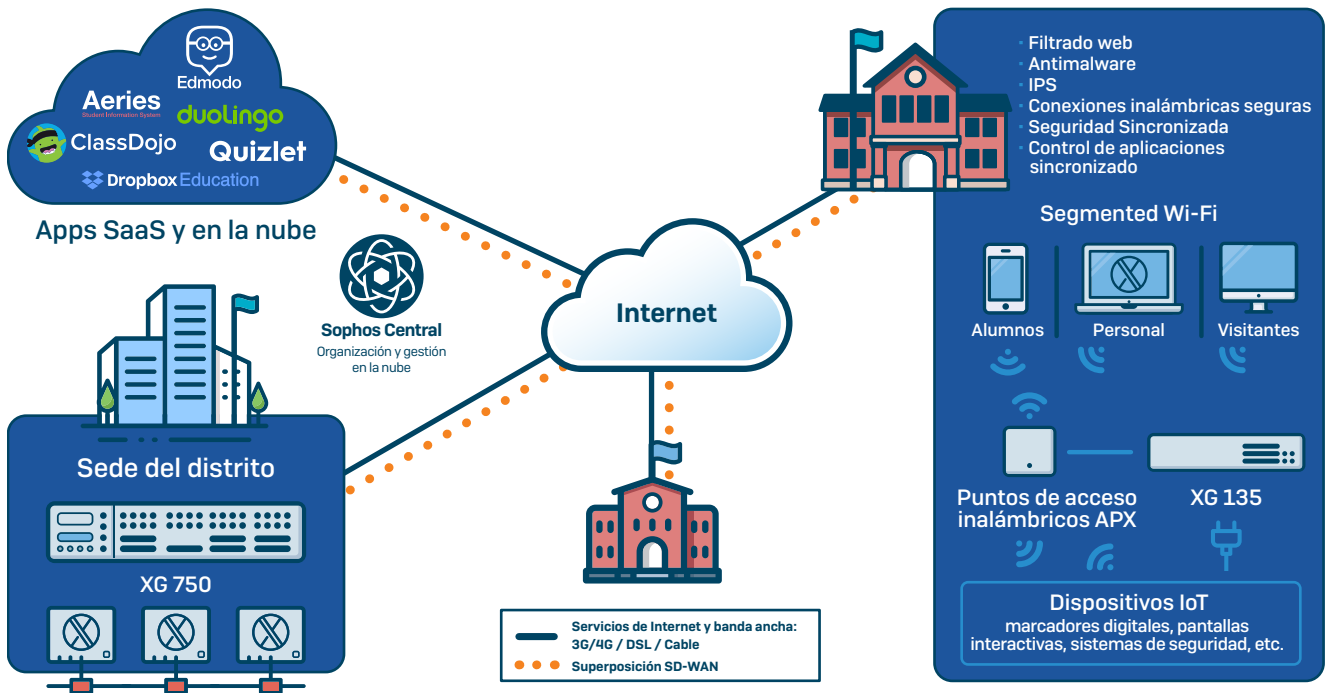 Edmodo
Aeries
Student Information System
duolingo
ClassDojo
Quizlet
Dropbox Education
Apps SaaS y en la nube
Sophos Central
Organización y gestión
en la nube
Internet
Sede del distrito
XG 750
Servicios de Internet y banda ancha:
3G/4G / DSL / Cable
Superposición SD-WAN
· Filtrado web
· Antimalware
· IPS
· Conexiones inalámbricas seguras
· Seguridad Sincronizada
· Control de aplicaciones
sincronizado
Segmented Wi-Fi
Alumnos
Personal
Visitantes
Puntos de acceso
inalámbricos APX
XG 135
Dispositivos IoT
marcadores digitales, pantallas
interactivas, sistemas de seguridad, etc.